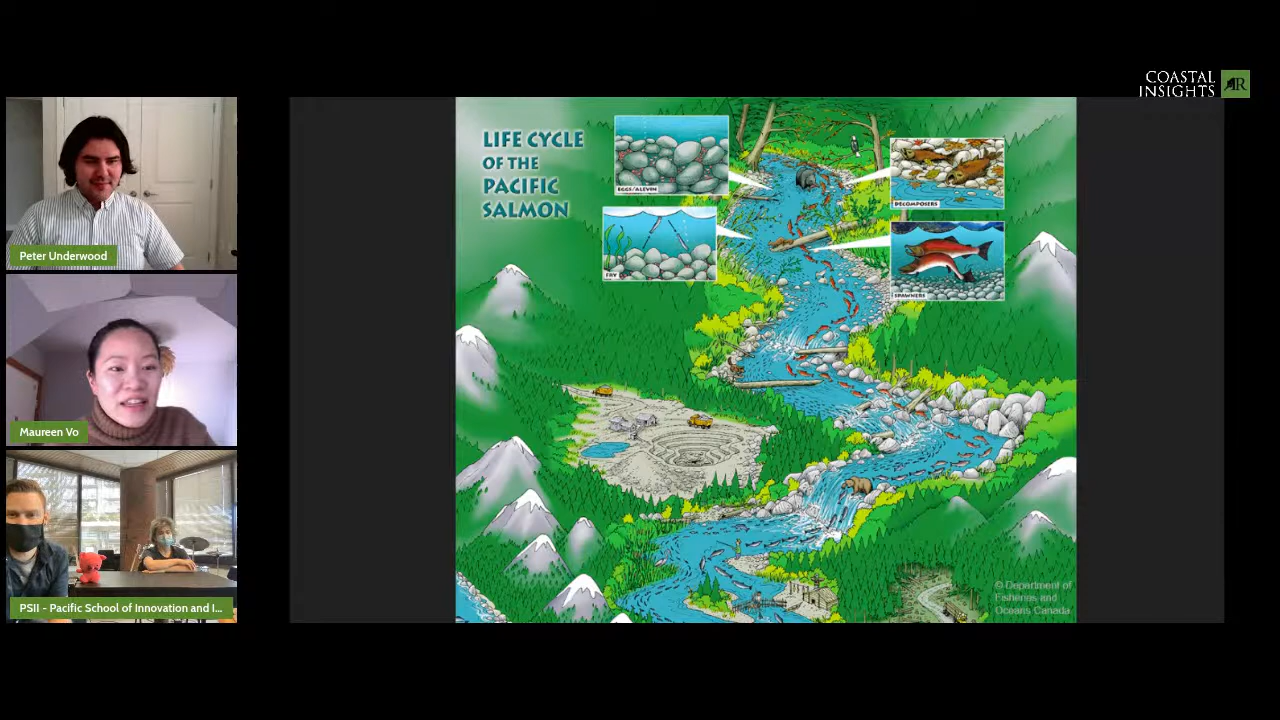 COASTAL
INSIGHTS
Peter Underwood
Maureen Vo
PSII - Pacific School of Innovation and I...
LIFE CYCLE
OF THE
PACIFIC
SALMON
EGGS/ALEVIN
FRY
DECOMPOSERS
SPAWNERS
© Department of
Fisheries and
Oceans Canada